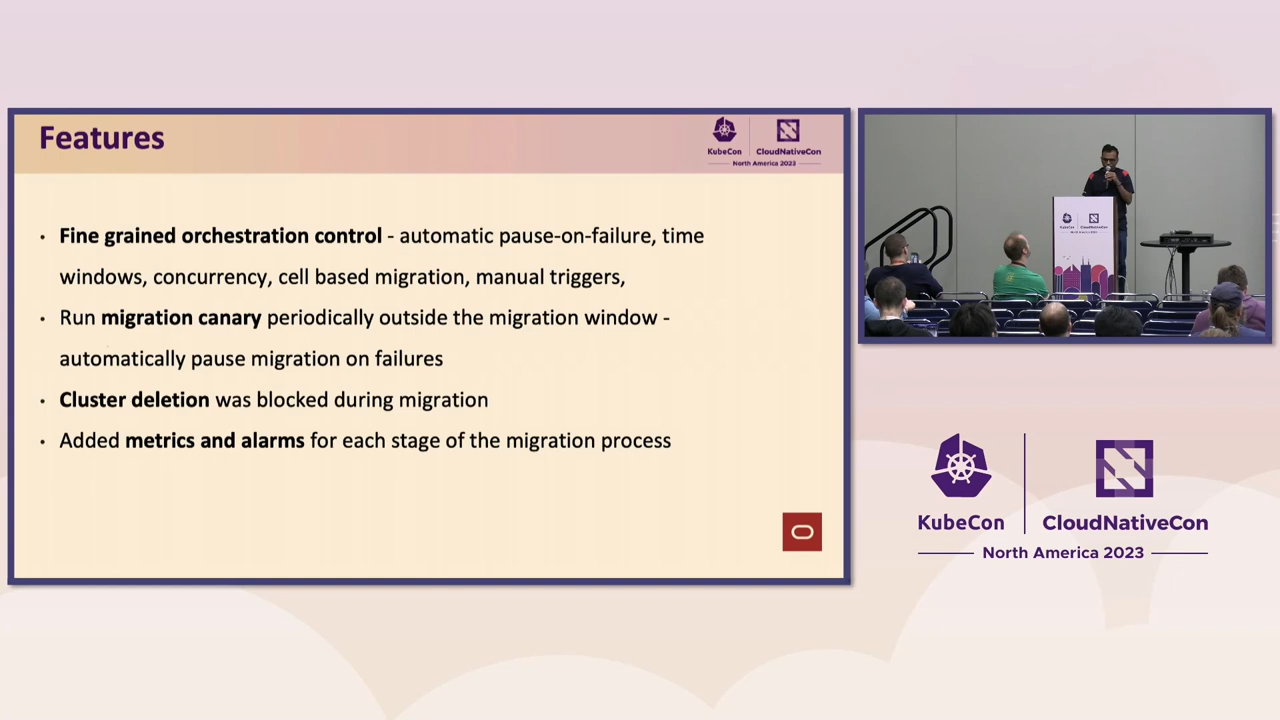 Features
KubeCon
CloudNativeCon
North America 2023
• Fine grained orchestration control - automatic pause-on-failure, time
windows, concurrency, cell based migration, manual triggers,
• Run migration canary periodically outside the migration window -
automatically pause migration on failures
• Cluster deletion was blocked during migration
• Added metrics and alarms for each stage of the migration process
KubeCon
CloudNativeCon
North America 2023